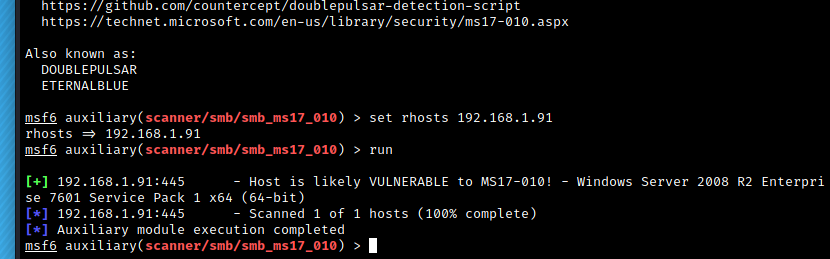 https://github.com/countercept/doublepulsar-detection-script
https://technet.microsoft.com/en-us/library/security/ms17-010.aspx
Also known as:
DOUBLEPULSAR
ETERNALBLUE
msf6 auxiliary(scanner/smb/smb_ms17_010) > set rhosts 192.168.1.91
rhosts => 192.168.1.91
msf6 auxiliary(scanner/smb/smb_ms17_010) > run
[+] 192.168.1.91:445      - Host is likely VULNERABLE to MS17-010! - Windows Server 2008 R2 Enterpri
se 7601 Service Pack 1 x64 (64-bit)
[*] 192.168.1.91:445      - Scanned 1 of 1 hosts (100% complete)
[*] Auxiliary module execution completed
msf6 auxiliary(scanner/smb/smb_ms17_010) >